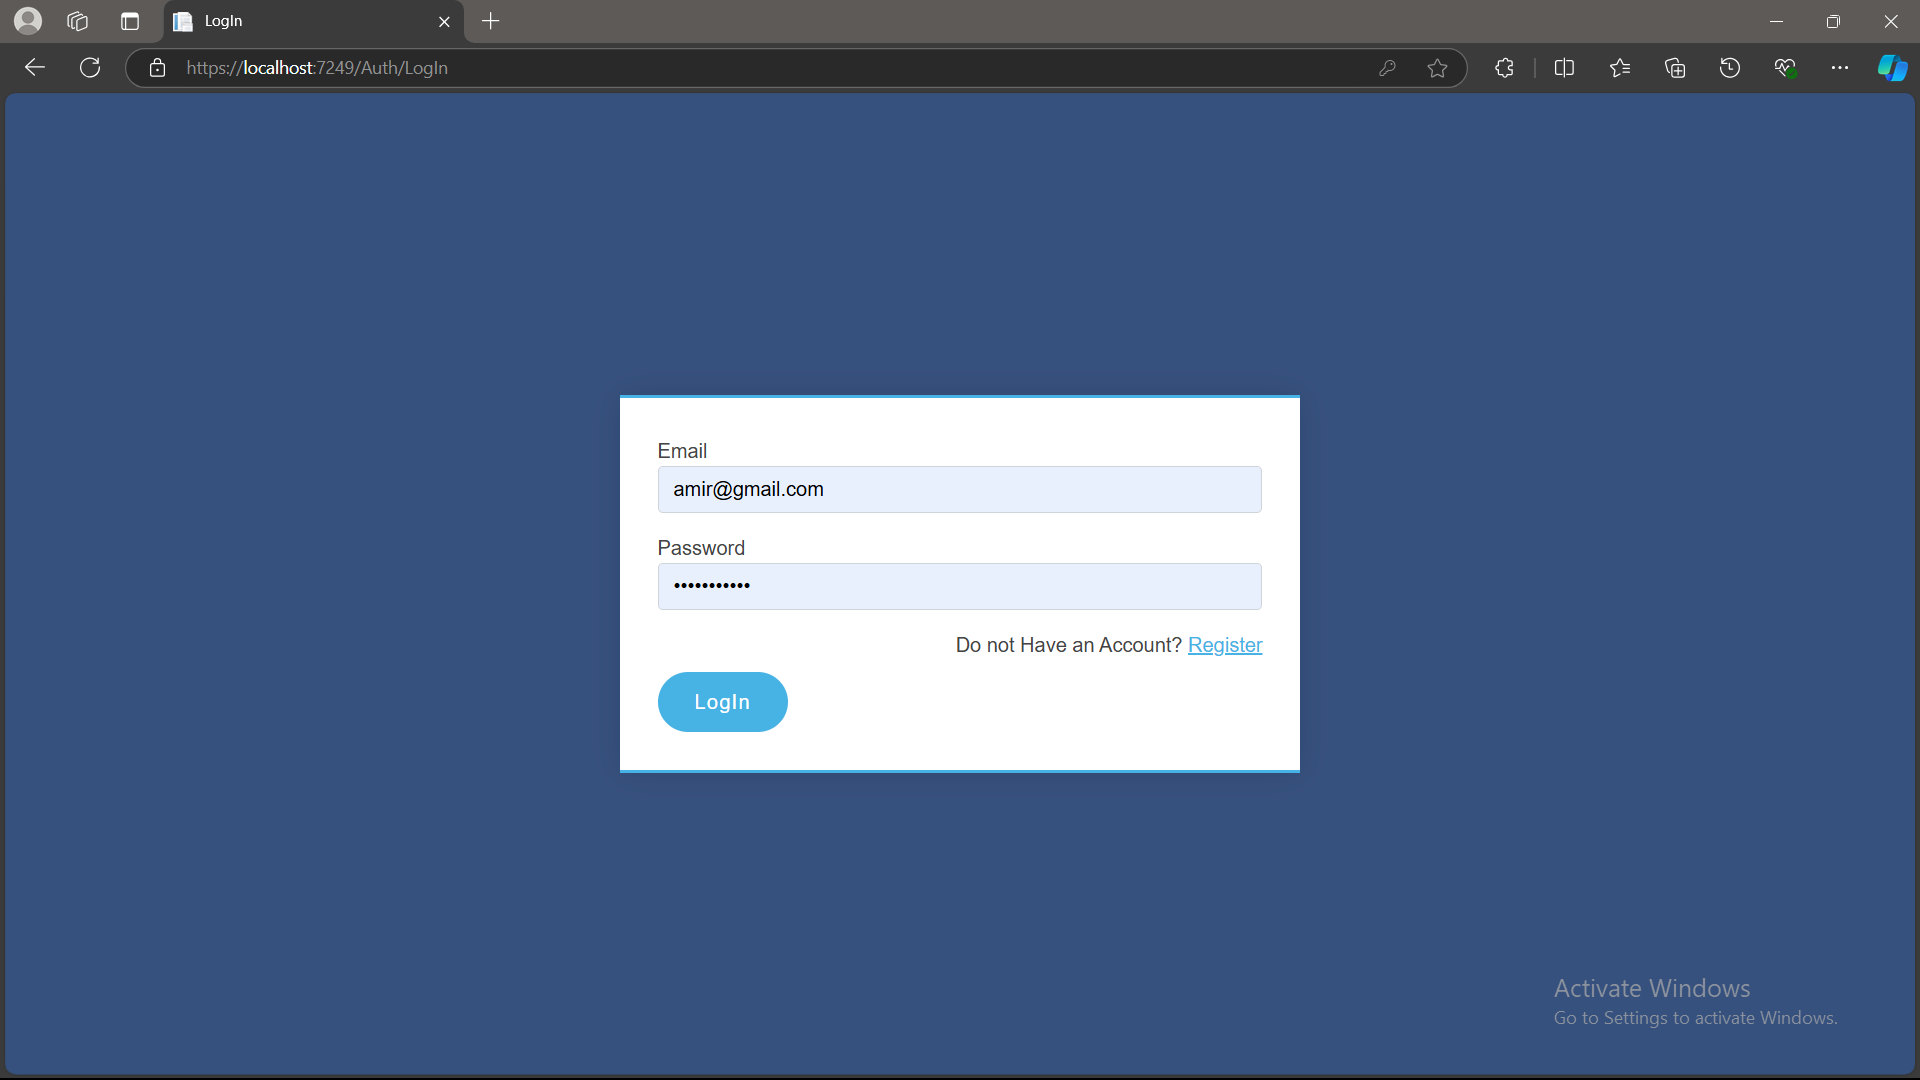 LogIn
https://localhost:7249/Auth/LogIn
Email
amir@gmail.com
Password
•••••••••••
Do not Have an Account? Register
LogIn
Activate Windows
Go to Settings to activate Windows.